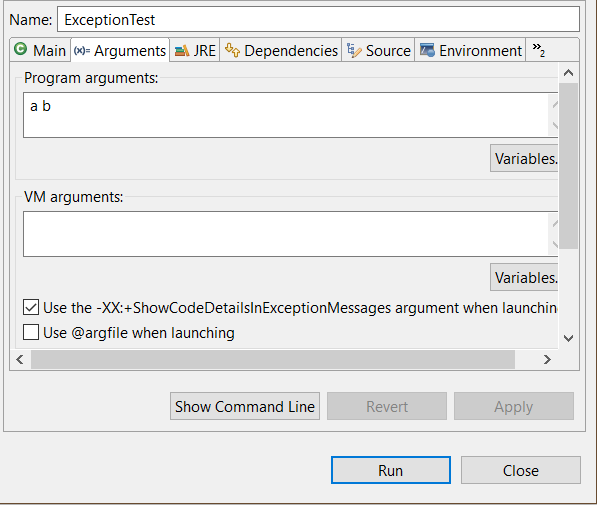 Name: ExceptionTest
Main (x)= Arguments JRE Dependencies Source Environment »2
Program arguments:
a b
Variables.
VM arguments:
Variables.
Use the -XX:+ShowCodeDetailsInExceptionMessages argument when launchin
Use @argfile when launching
Show Command Line Revert Apply
Run Close